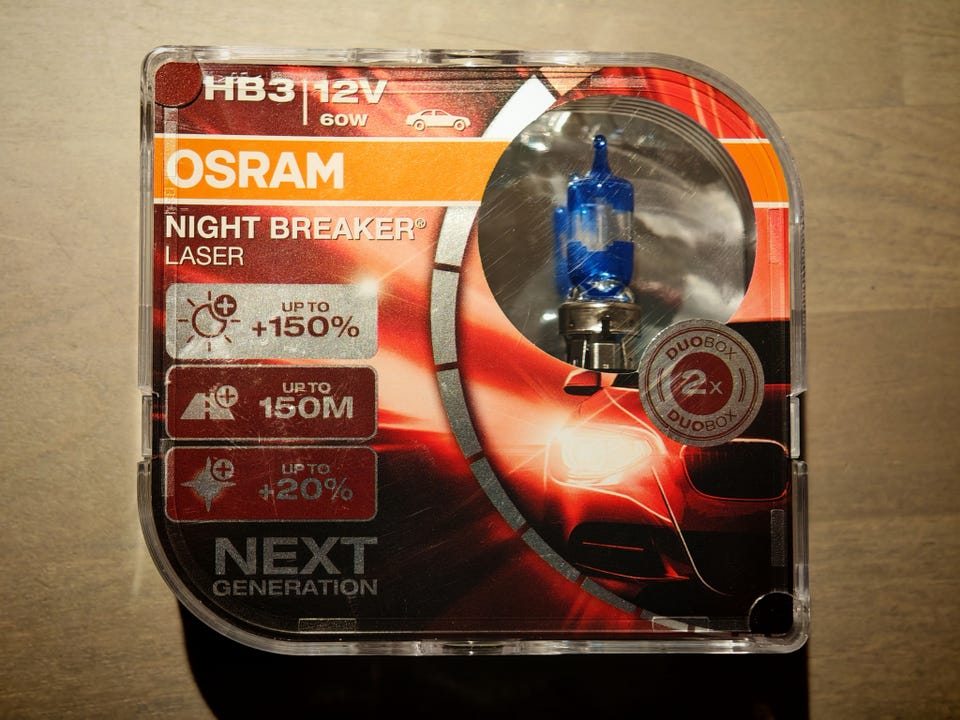 HB3 12V
60W
OSRAM
NIGHT BREAKER®
LASER
UP TO
+150%
UP TO
150M
UP TO
+20%
NEXT
GENERATION
DUOBOX
2x
DUOBOX